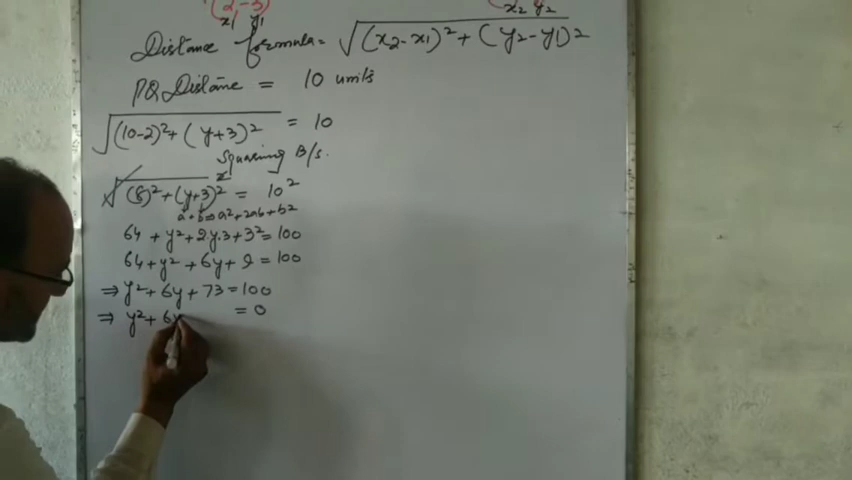 (2,-3)
x₂ y₂
x₁ y₁
Distance formula = √(x₂-x₁)²+(y₂-y₁)²
PQ Distance = 10 units
√(10-2)²+(y+3)² = 10
Squaring B/s.
√(8)²+(y+3)² = 10²
a²+2ab+b²
64 + y²+2.y.3+3²=100
64+y²+6y+9=100
⇒ y²+6y+73=100
⇒ y²+6y = 0